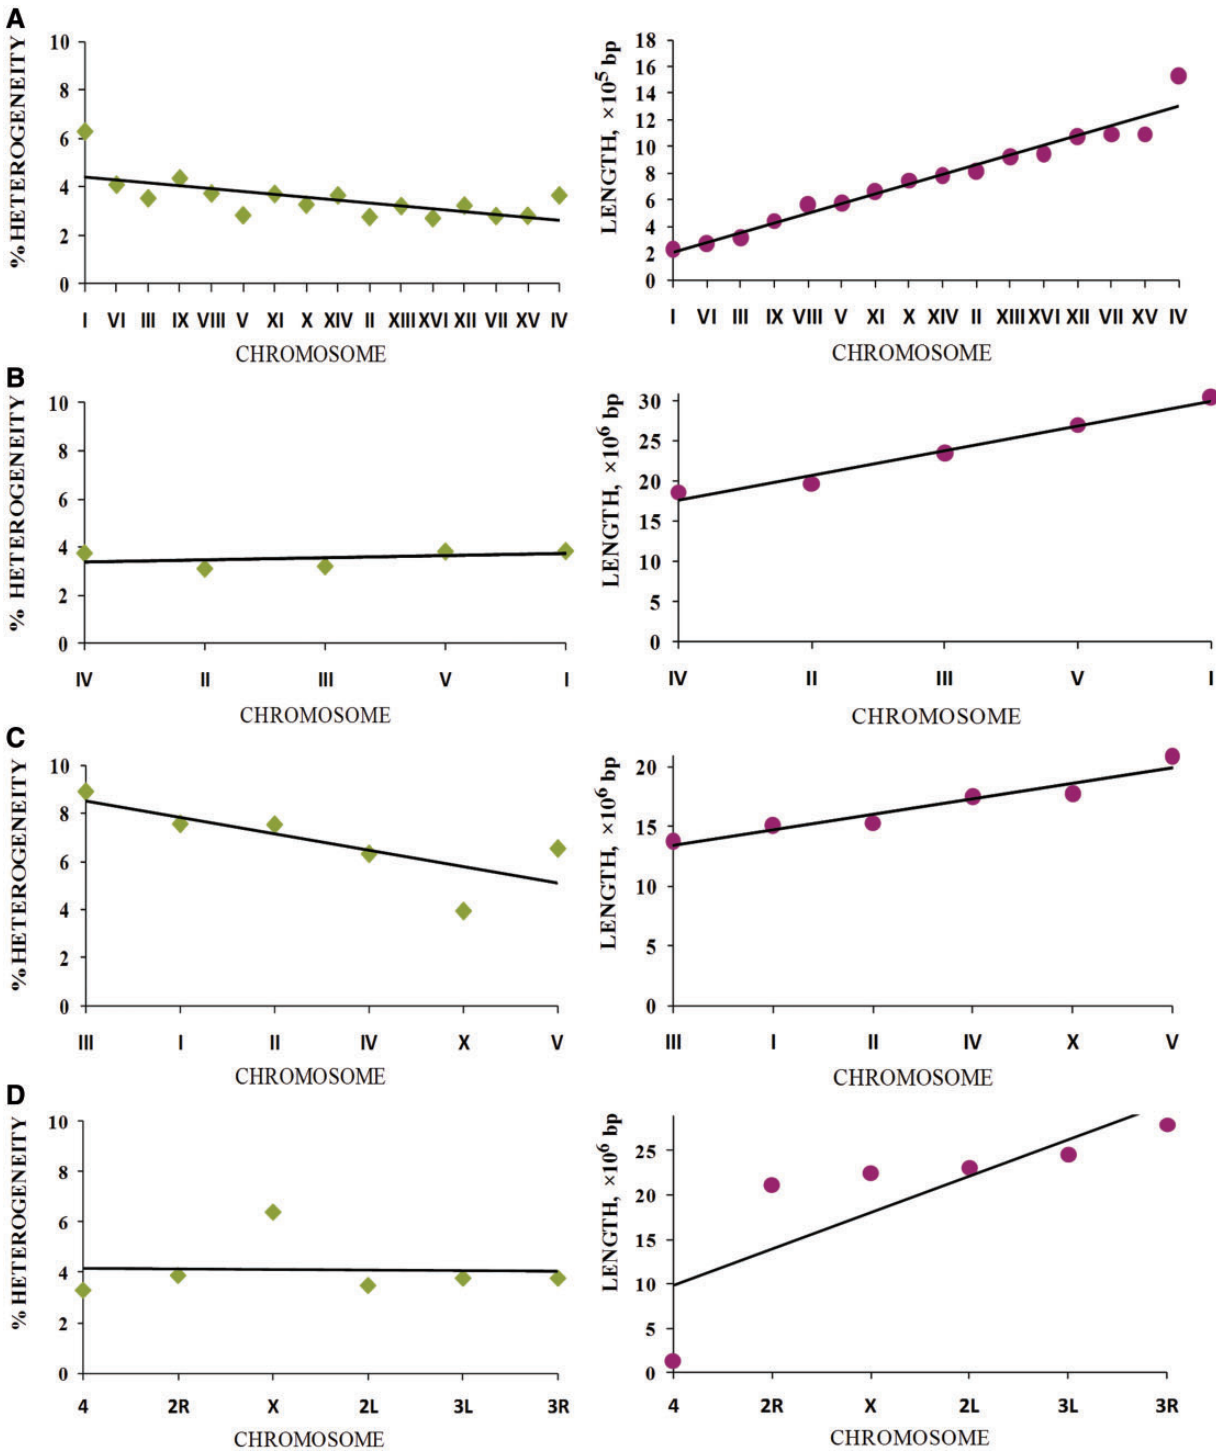 A
% HETEROGENEITY
10
8
6
4
2
0
I VI III IX VIII V XI X XIV II XIII XVI XII VII XV IV
CHROMOSOME
LENGTH, ×10⁵ bp
18
16
14
12
10
8
6
4
2
0
I VI III IX VIII V XI X XIV II XIII XVI XII VII XV IV
CHROMOSOME
B
% HETEROGENEITY
10
8
6
4
2
0
IV II III V I
CHROMOSOME
LENGTH, ×10⁶ bp
30
25
20
15
10
5
0
IV II III V I
CHROMOSOME
C
% HETEROGENEITY
10
8
6
4
2
0
III I II IV X V
CHROMOSOME
LENGTH, ×10⁶ bp
20
15
10
5
0
III I II IV X V
CHROMOSOME
D
% HETEROGENEITY
10
8
6
4
2
0
4 2R X 2L 3L 3R
CHROMOSOME
LENGTH, ×10⁶ bp
25
20
15
10
5
0
4 2R X 2L 3L 3R
CHROMOSOME